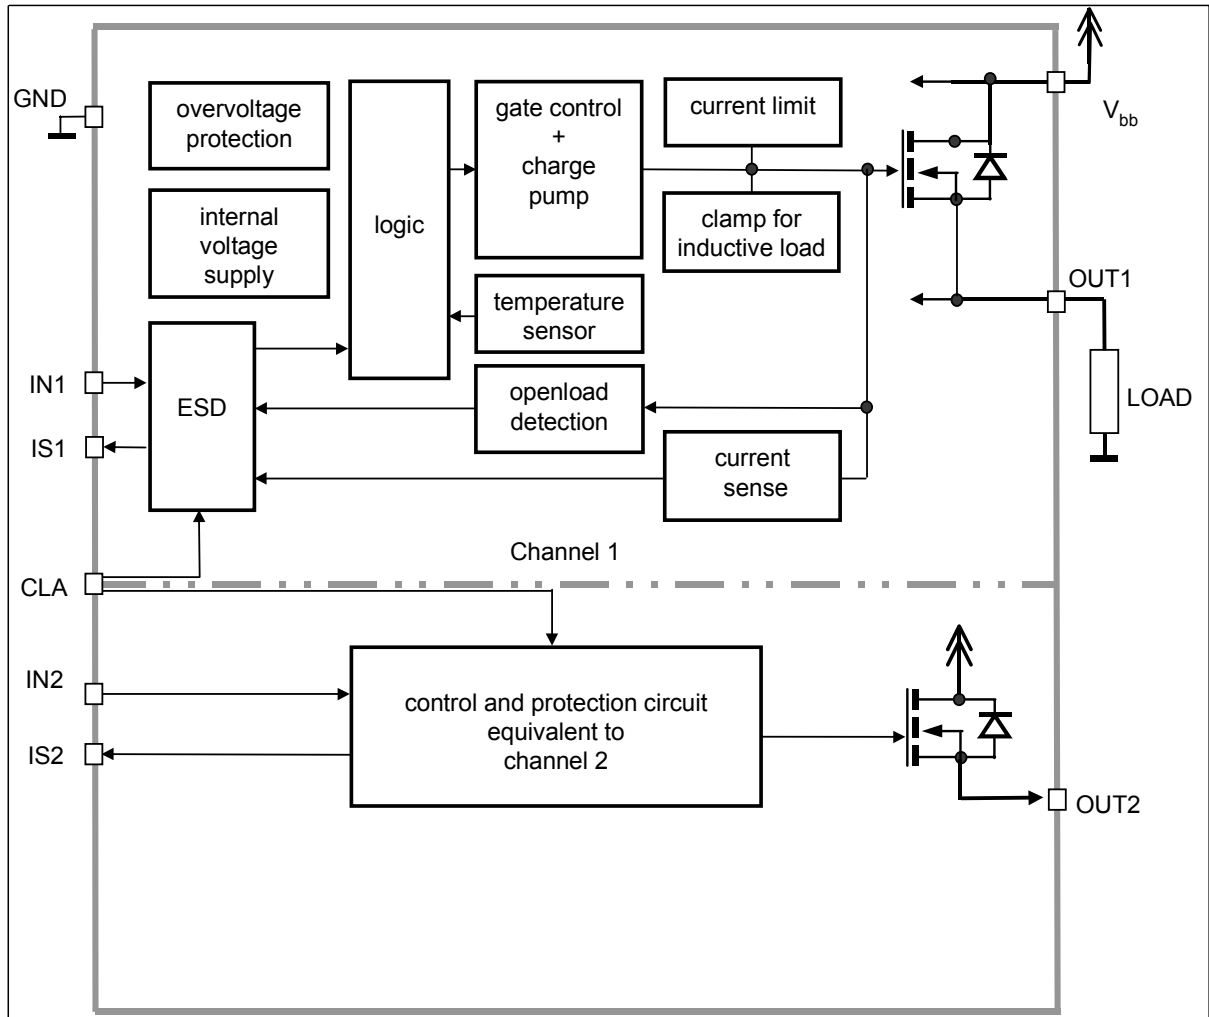 GND
overvoltage
protection
internal
voltage
supply
logic
gate control
+
charge
pump
current limit
clamp for
inductive load
V_bb
temperature
sensor
OUT1
IN1
ESD
IS1
openload
detection
LOAD
current
sense
Channel 1
CLA
IN2
control and protection circuit
equivalent to
channel 2
IS2
OUT2